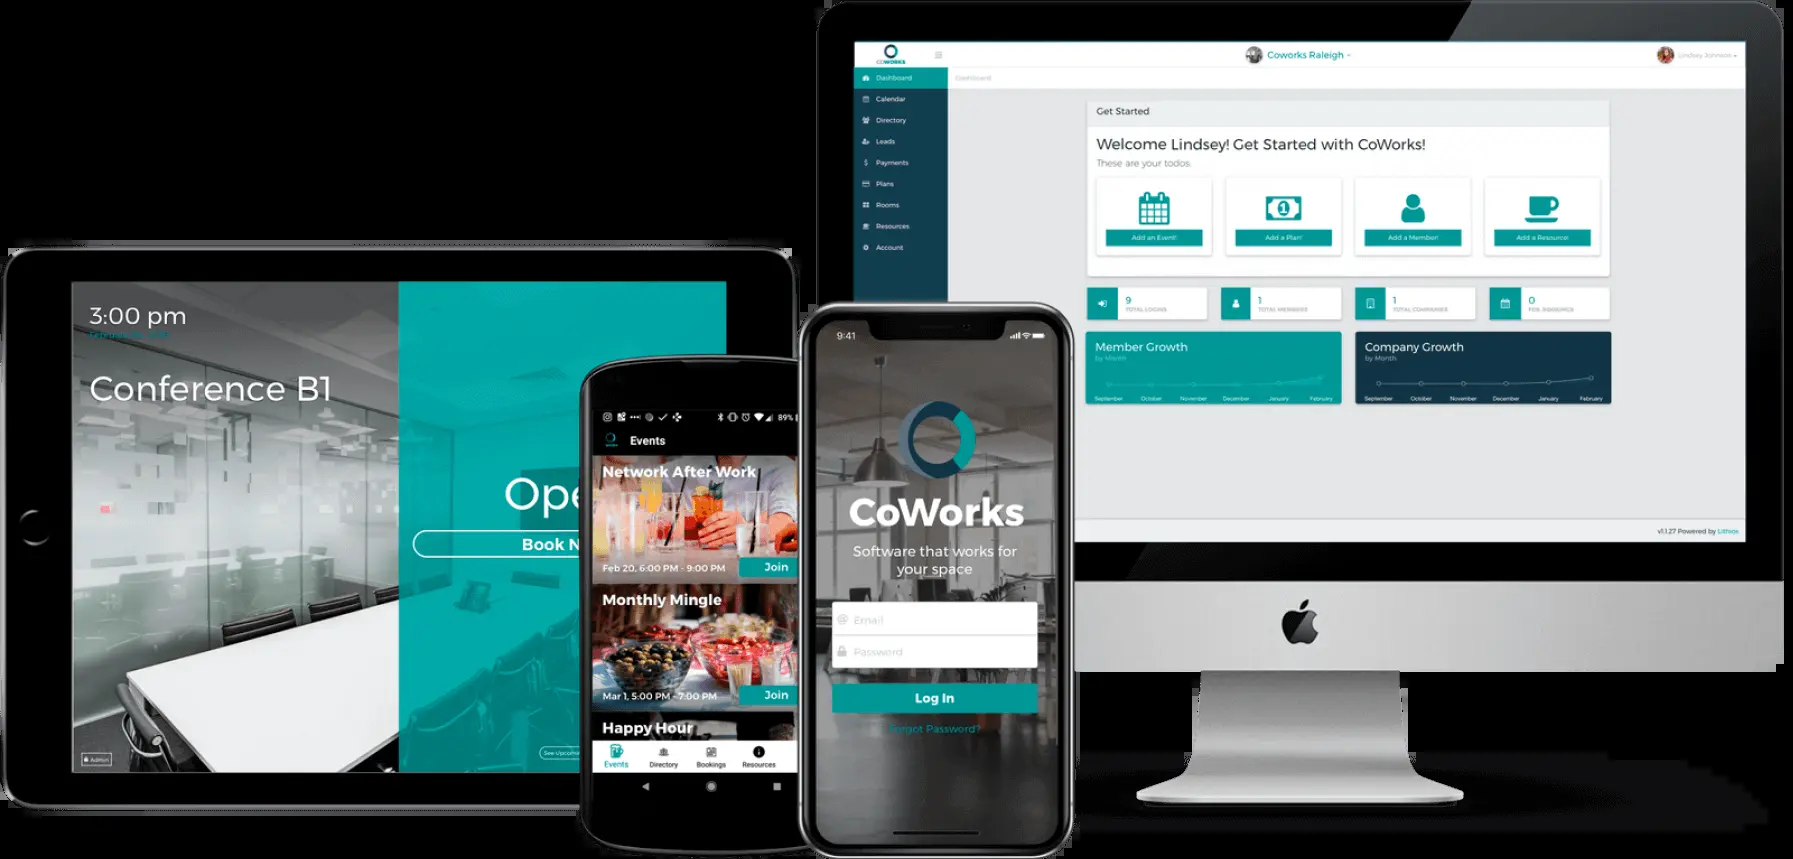 3:00 pm
Conference B1
Ope
Book N
See Upcomin
Admin
89%
Events
Network After Work
Feb 20, 6:00 PM - 9:00 PM
Join
Monthly Mingle
Mar 1, 5:00 PM - 7:00 PM
Join
Happy Hour
Events
Directory
Bookings
Resources
9:41
CoWorks
Software that works for
your space
Email
Password
Log In
Forgot Password?
COWORKS
Coworks Raleigh
Lindsey Johnson
Dashboard
Dashboard
Calendar
Directory
Leads
Payments
Plans
Rooms
Resources
Account
Get Started
Welcome Lindsey! Get Started with CoWorks!
These are your todos.
Add an Event!
Add a Plan!
Add a Member!
Add a Resource!
9
TOTAL LOGINS
1
TOTAL MEMBERS
1
TOTAL COMPANIES
0
Member Growth
by Month
September October November December January February
Company Growth
by Month
September October November December January February
v1.1.27 Powered by Lithios